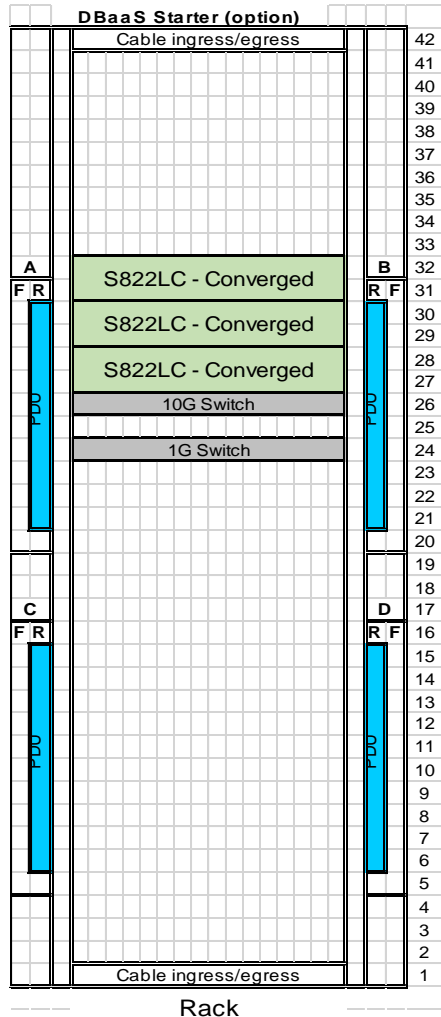 DBaaS Starter (option)
Cable ingress/egress 42
41
40
39
38
37
36
35
34
33
A B 32
F R S822LC - Converged R F 31
30
S822LC - Converged
29
28
S822LC - Converged
27
PDU 10G Switch PDU 26
25
1G Switch 24
23
22
21
20
19
18
C D 17
F R R F 16
15
14
13
12
PDU PDU 11
10
9
8
7
6
5
4
3
2
Cable ingress/egress 1
Rack